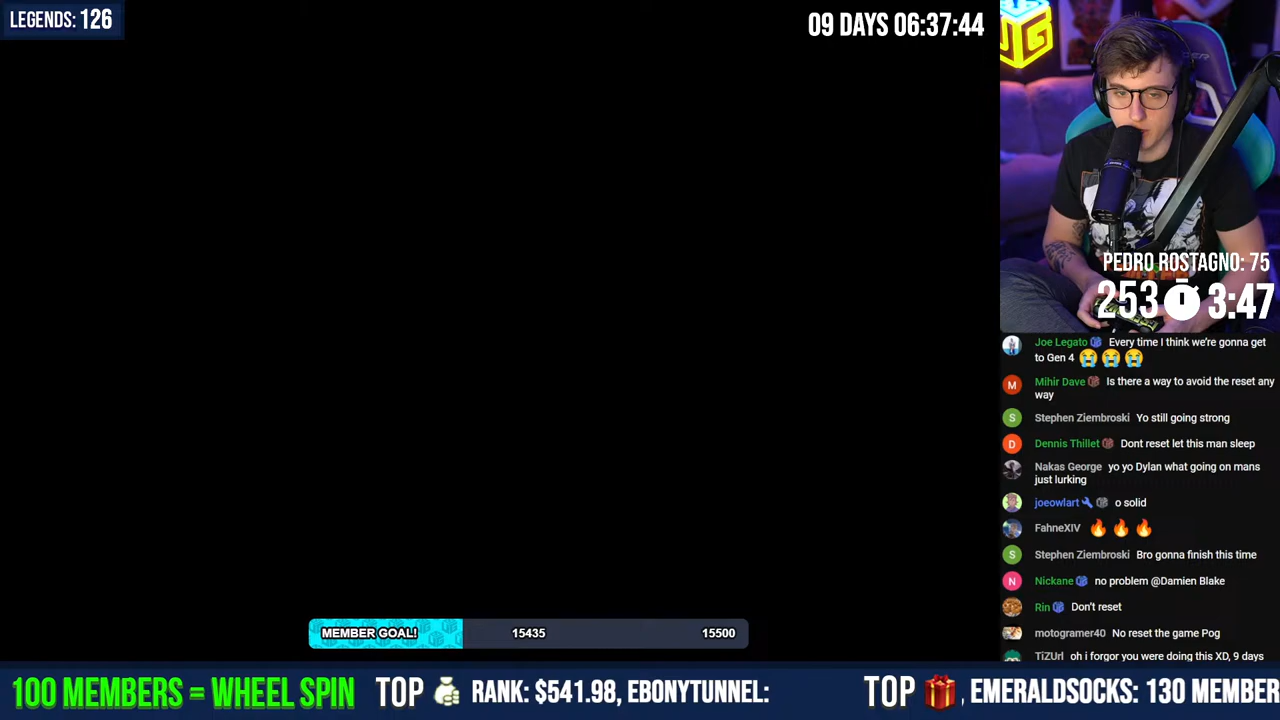 LEGENDS: 126
09 DAYS 06:37:44
UG
PEDRO ROSTAGNO: 75
253 3:47
Joe Legato Every time I think we’re gonna get
to Gen 4 😭 😭 😭
M Mihir Dave Is there a way to avoid the reset any
way
S Stephen Ziembroski Yo still going strong
D Dennis Thillet Dont reset let this man sleep
Nakas George yo yo Dylan what going on mans
just lurking
joeowlart o solid
FahneXIV 🔥 🔥 🔥
S Stephen Ziembroski Bro gonna finish this time
N Nickane no problem @Damien Blake
Rin Don’t reset
motogramer40 No reset the game Pog
TiZUrl oh i forgor you were doing this XD, 9 days
MEMBER GOAL! 15435 15500
100 MEMBERS = WHEEL SPIN TOP 💰 RANK: $541.98, EBONYTUNNEL: TOP 🎁 , EMERALDSOCKS: 130 MEMBER